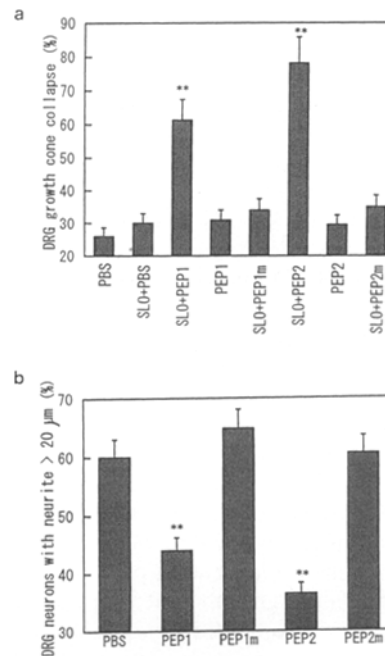 a
DRG growth cone collapse (%)
90
80
70
60
50
40
30
20
**
**
PBS
SLO+PBS
SLO+PEP1
PEP1
SLO+PEP1m
SLO+PEP2
PEP2
SLO+PEP2m
b
DRG neurons with neurite > 20 μm (%)
70
60
50
40
30
**
**
PBS
PEP1
PEP1m
PEP2
PEP2m